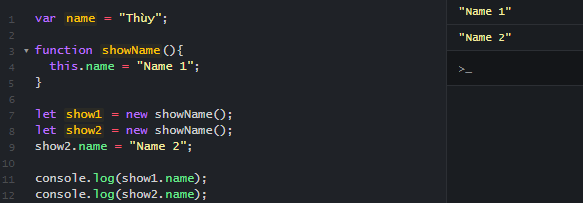 1 var name = "Thùy";
2
3 function showName(){
4 this.name = "Name 1";
5 }
6
7 let show1 = new showName();
8 let show2 = new showName();
9 show2.name = "Name 2";
10
11 console.log(show1.name);
12 console.log(show2.name);
"Name 1"
"Name 2"
>_